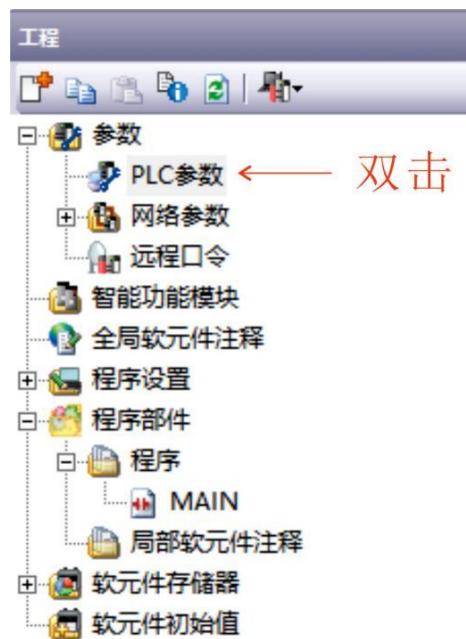 工程
参数
PLC参数 双击
网络参数
远程口令
智能功能模块
全局软元件注释
程序设置
程序部件
程序
MAIN
局部软元件注释
软元件存储器
软元件初始值